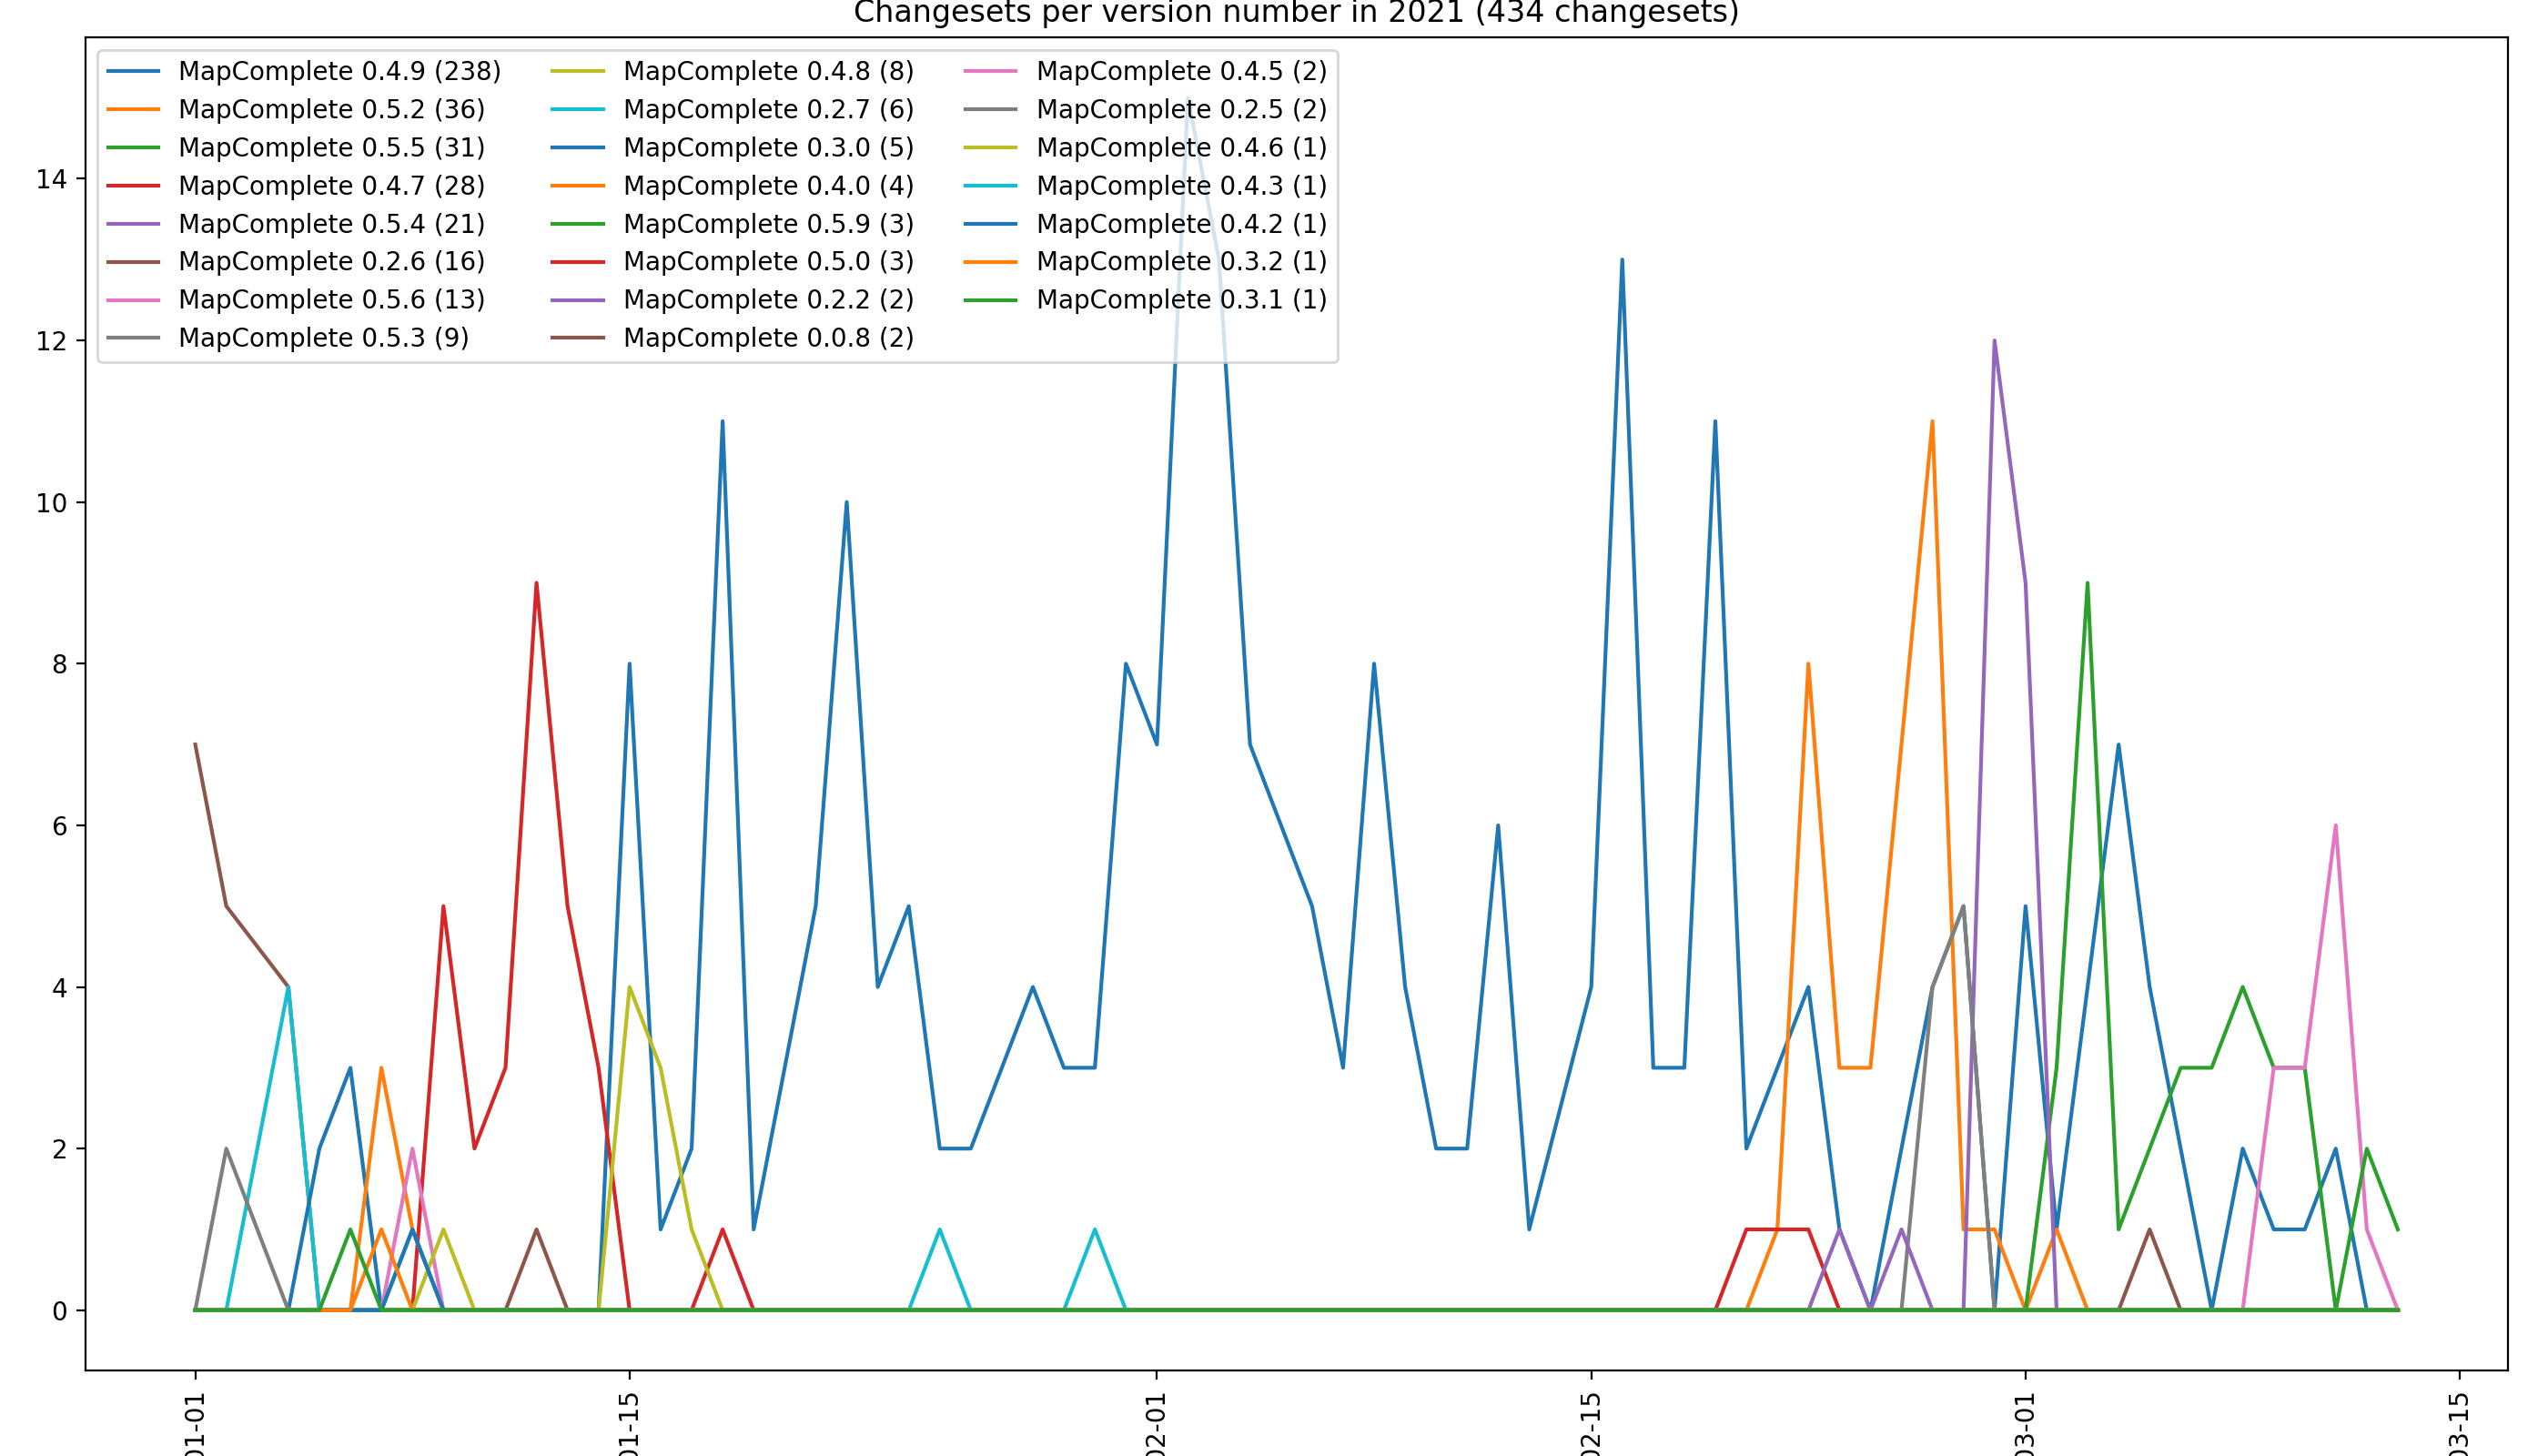 Changesets per version number in 2021 (434 changesets)
MapComplete 0.4.9 (238)
MapComplete 0.5.2 (36)
MapComplete 0.5.5 (31)
MapComplete 0.4.7 (28)
MapComplete 0.5.4 (21)
MapComplete 0.2.6 (16)
MapComplete 0.5.6 (13)
MapComplete 0.5.3 (9)
MapComplete 0.4.8 (8)
MapComplete 0.2.7 (6)
MapComplete 0.3.0 (5)
MapComplete 0.4.0 (4)
MapComplete 0.5.9 (3)
MapComplete 0.5.0 (3)
MapComplete 0.2.2 (2)
MapComplete 0.0.8 (2)
MapComplete 0.4.5 (2)
MapComplete 0.2.5 (2)
MapComplete 0.4.6 (1)
MapComplete 0.4.3 (1)
MapComplete 0.4.2 (1)
MapComplete 0.3.2 (1)
MapComplete 0.3.1 (1)
14
12
10
8
6
4
2
0
01-01
01-15
02-01
02-15
03-01
03-15